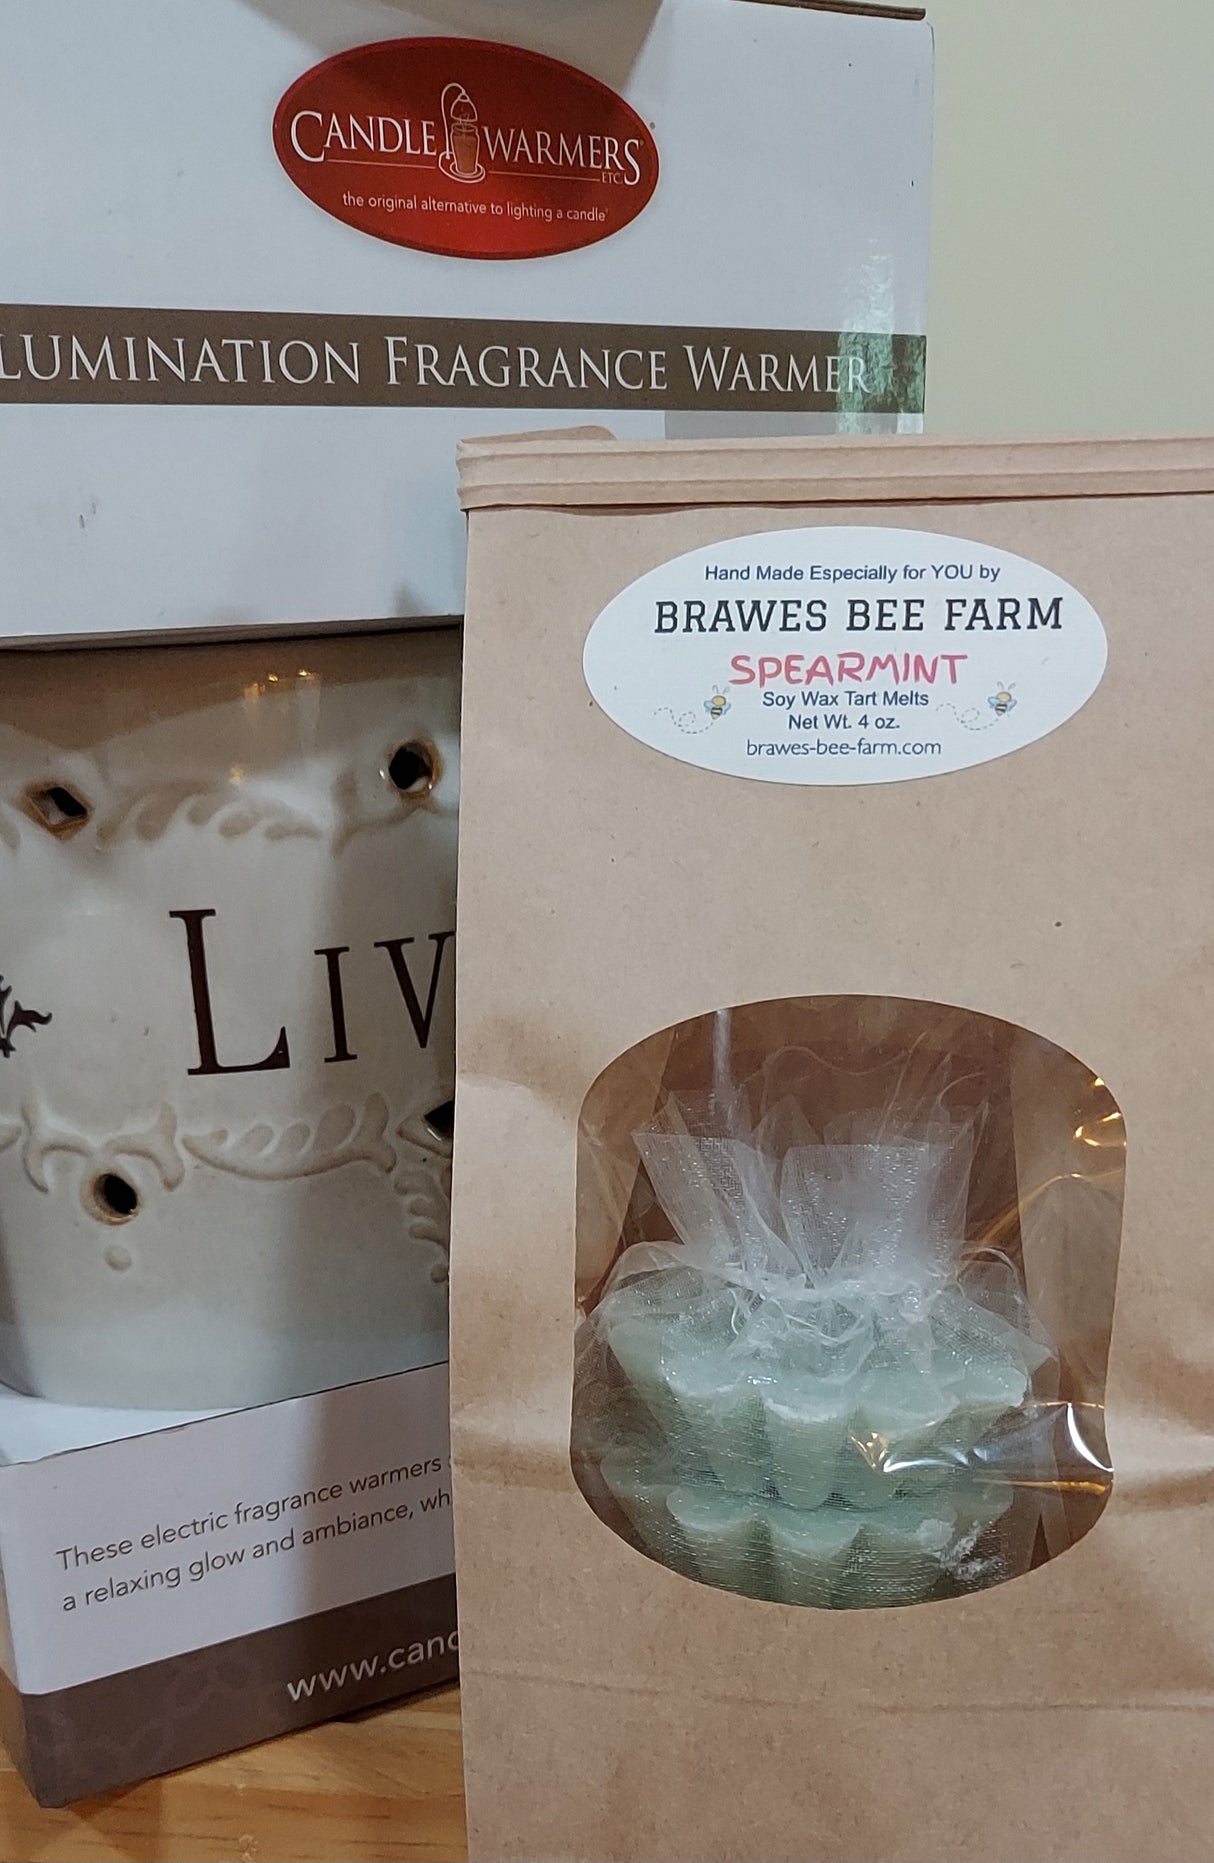 CANDLE WARMERS
ETC.
the original alternative to lighting a candle
LUMINATION FRAGRANCE WARMER
Hand Made Especially for YOU by
BRAWES BEE FARM
SPEARMINT
Soy Wax Tart Melts
Net Wt. 4 oz.
brawes-bee-farm.com
LIV
These electric fragrance warmers
a relaxing glow and ambiance, wh
www.cand